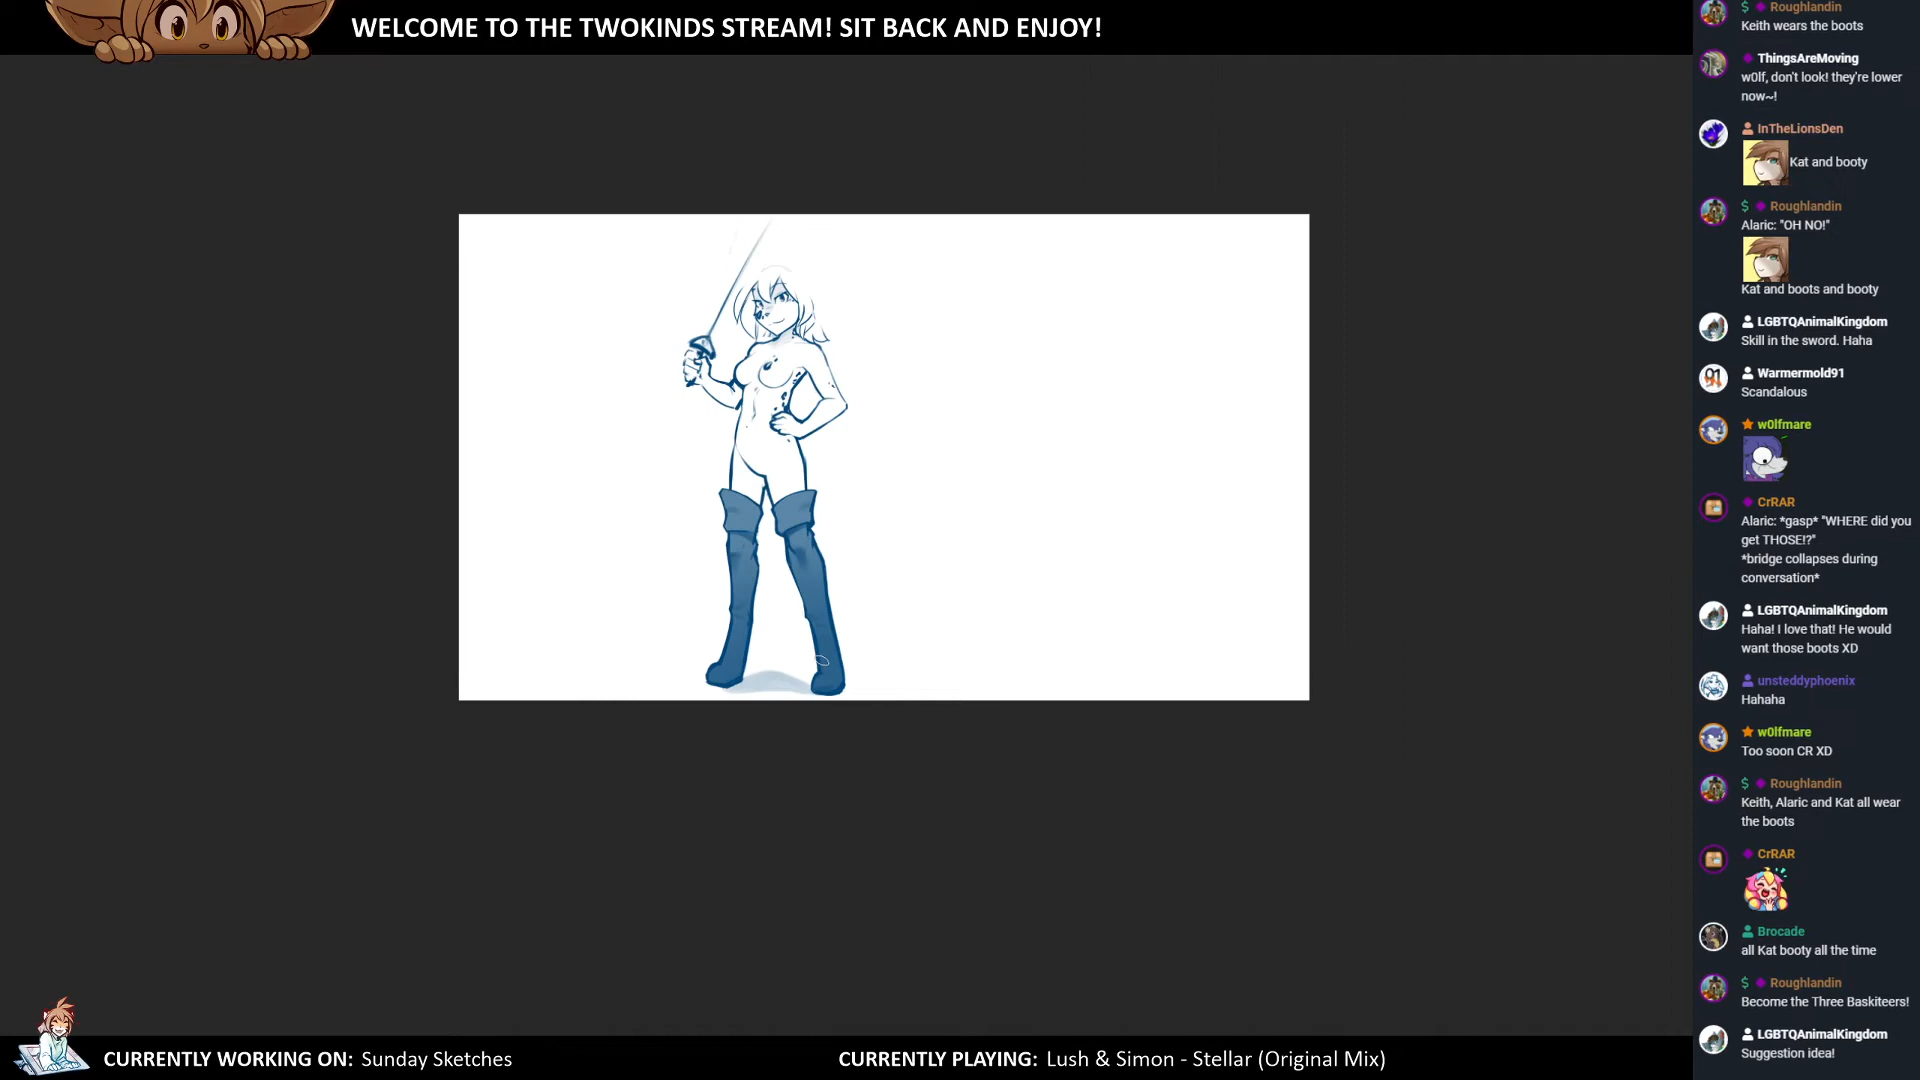 WELCOME TO THE TWOKINDS STREAM! SIT BACK AND ENJOY!
$ Roughlandin
Keith wears the boots
ThingsAreMoving
w0lf, don't look! they're lower
now~!
InTheLionsDen
Kat and booty
$ Roughlandin
Alaric: "OH NO!"
Kat and boots and booty
LGBTQAnimalKingdom
Skill in the sword. Haha
Warmermold91
Scandalous
w0lfmare
CrRAR
Alaric: *gasp* "WHERE did you
get THOSE!?"
*bridge collapses during
conversation*
LGBTQAnimalKingdom
Haha! I love that! He would
want those boots XD
unsteddyphoenix
Hahaha
w0lfmare
Too soon CR XD
$ Roughlandin
Keith, Alaric and Kat all wear
the boots
CrRAR
Brocade
all Kat booty all the time
$ Roughlandin
Become the Three Baskiteers!
LGBTQAnimalKingdom
Suggestion idea!
CURRENTLY WORKING ON: Sunday Sketches
CURRENTLY PLAYING: Lush & Simon - Stellar (Original Mix)